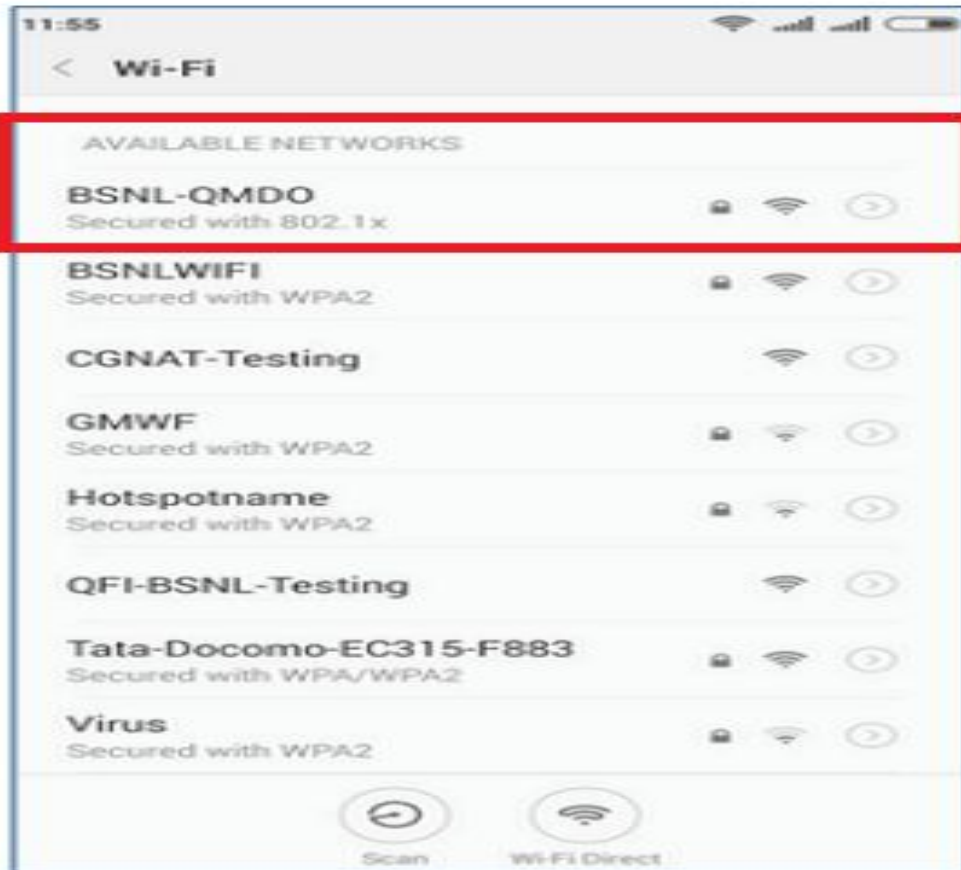 11:55
< Wi-Fi
AVAILABLE NETWORKS
BSNL-QMDO
Secured with 802.1x
BSNLWIFI
Secured with WPA2
CGNAT-Testing
GMWF
Secured with WPA2
Hotspotname
Secured with WPA2
QFI-BSNL-Testing
Tata-Docomo-EC315-F883
Secured with WPA/WPA2
Virus
Secured with WPA2
Scan Wi-Fi Direct